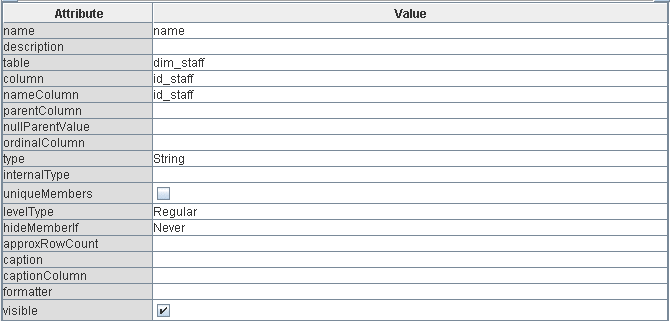 Attribute Value
name name
description
table dim_staff
column id_staff
nameColumn id_staff
parentColumn
nullParentValue
ordinalColumn
type String
internalType
uniqueMembers
levelType Regular
hideMemberIf Never
approxRowCount
caption
captionColumn
formatter
visible